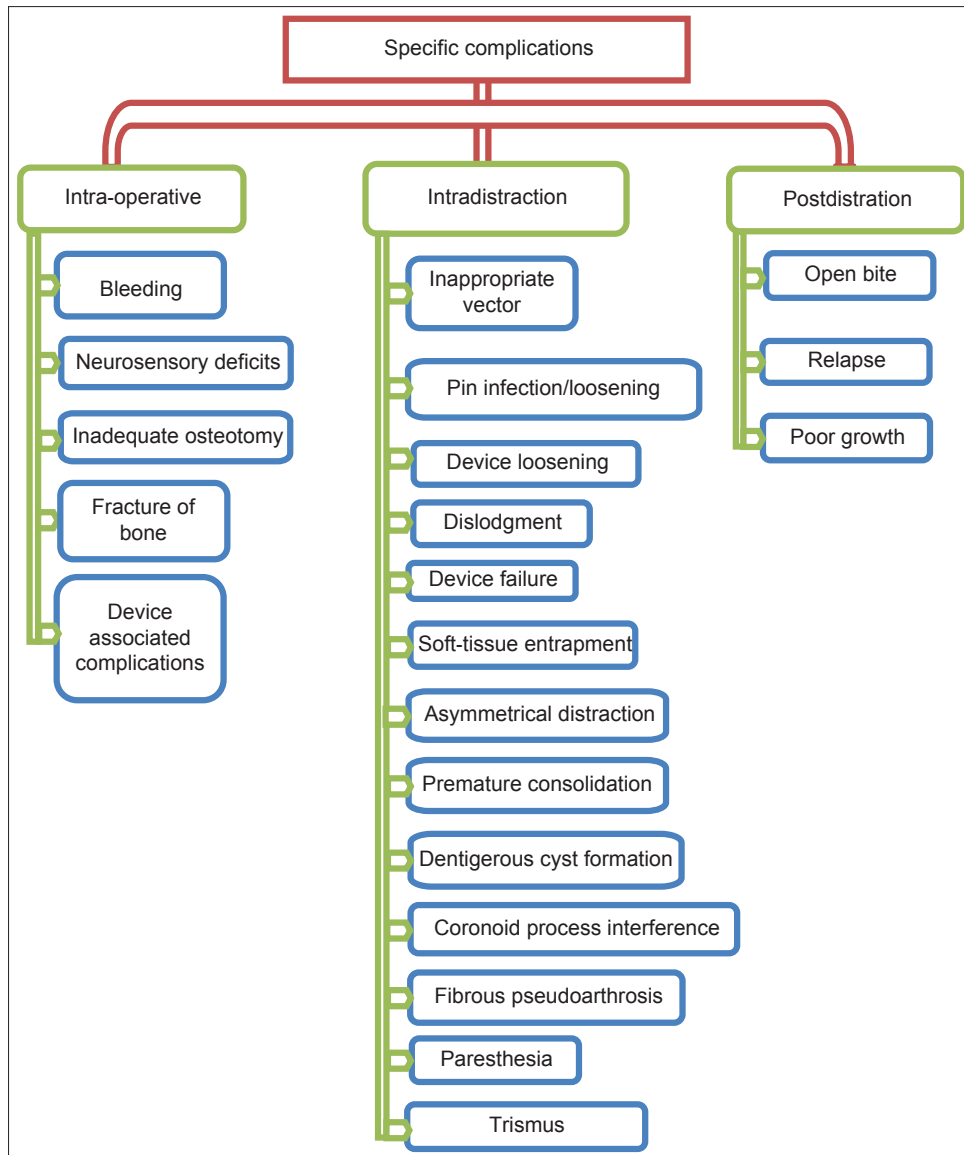 Specific complications
Intra-operative
Bleeding
Neurosensory deficits
Inadequate osteotomy
Fracture of
bone
Device
associated
complications
Intradistraction
Inappropriate
vector
Pin infection/loosening
Device loosening
Dislodgment
Device failure
Soft-tissue entrapment
Asymmetrical distraction
Premature consolidation
Dentigerous cyst formation
Coronoid process interference
Fibrous pseudoarthrosis
Paresthesia
Trismus
Postdistration
Open bite
Relapse
Poor growth